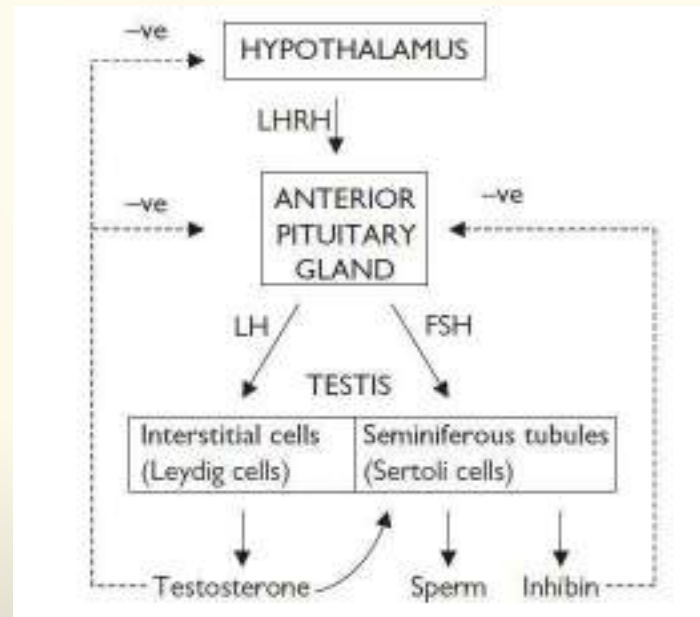 –ve
HYPOTHALAMUS
LHRH
–ve
ANTERIOR
PITUITARY
GLAND
–ve
LH
FSH
TESTIS
Interstitial cells
(Leydig cells)
Seminiferous tubules
(Sertoli cells)
Testosterone
Sperm
Inhibin